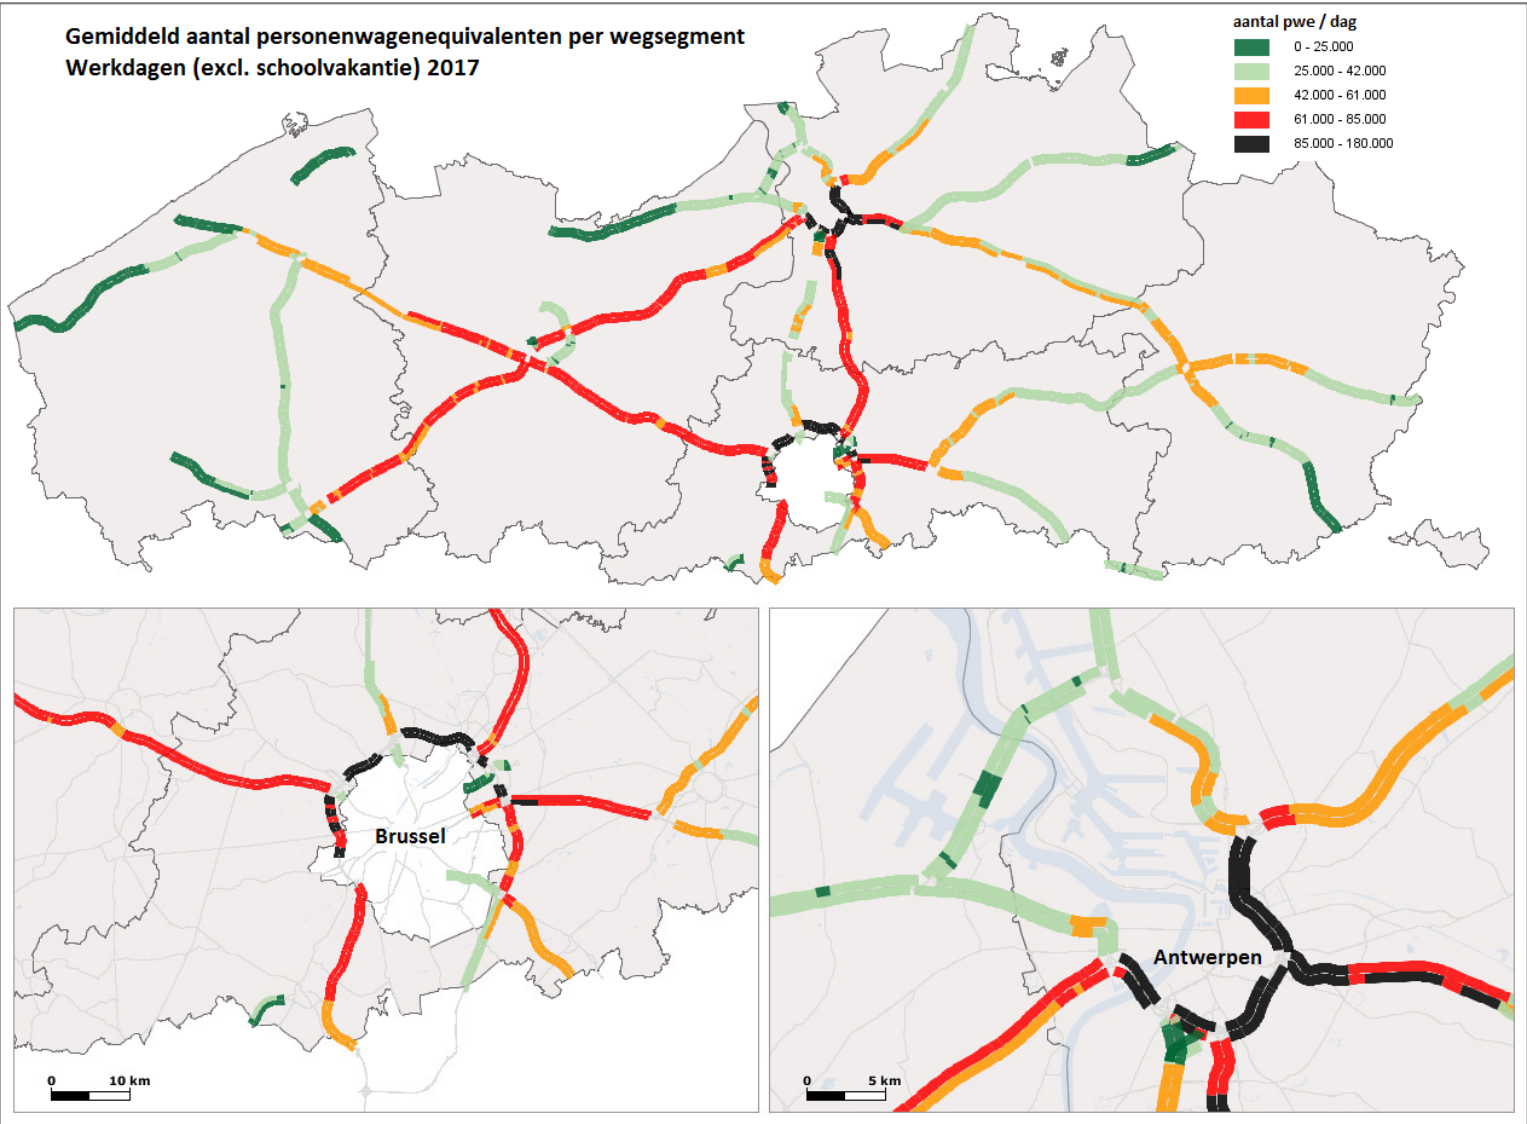 Gemiddeld aantal personenwagenequivalenten per wegsegment
Werkdagen (excl. schoolvakantie) 2017
aantal pwe / dag
0 - 25.000
25.000 - 42.000
42.000 - 61.000
61.000 - 85.000
85.000 - 180.000
Brussel
0 10 km
Antwerpen
0 5 km